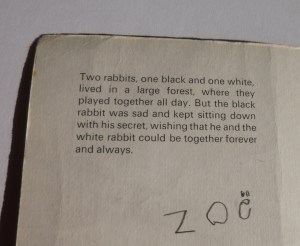 Two rabbits, one black and one white,
lived in a large forest, where they
played together all day. But the black
rabbit was sad and kept sitting down
with his secret, wishing that he and the
white rabbit could be together forever
and always.
ZOë